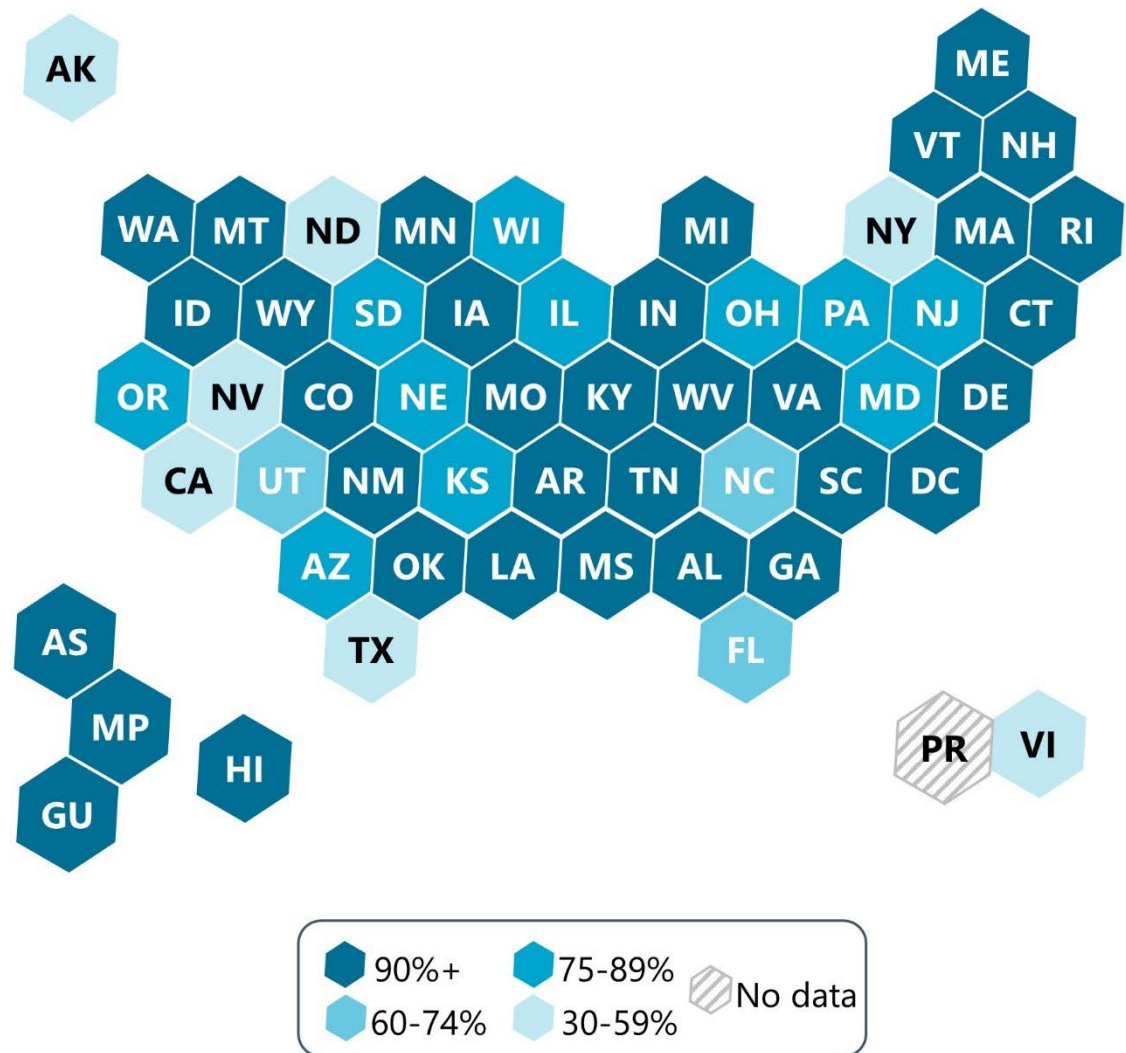 AK
ME
VT NH
WA MT ND MN WI MI NY MA RI
ID WY SD IA IL IN OH PA NJ CT
OR NV CO NE MO KY WV VA MD DE
CA UT NM KS AR TN NC SC DC
AZ OK LA MS AL GA
AS TX FL
MP PR VI
HI
GU
90%+ 75-89% No data
60-74% 30-59%